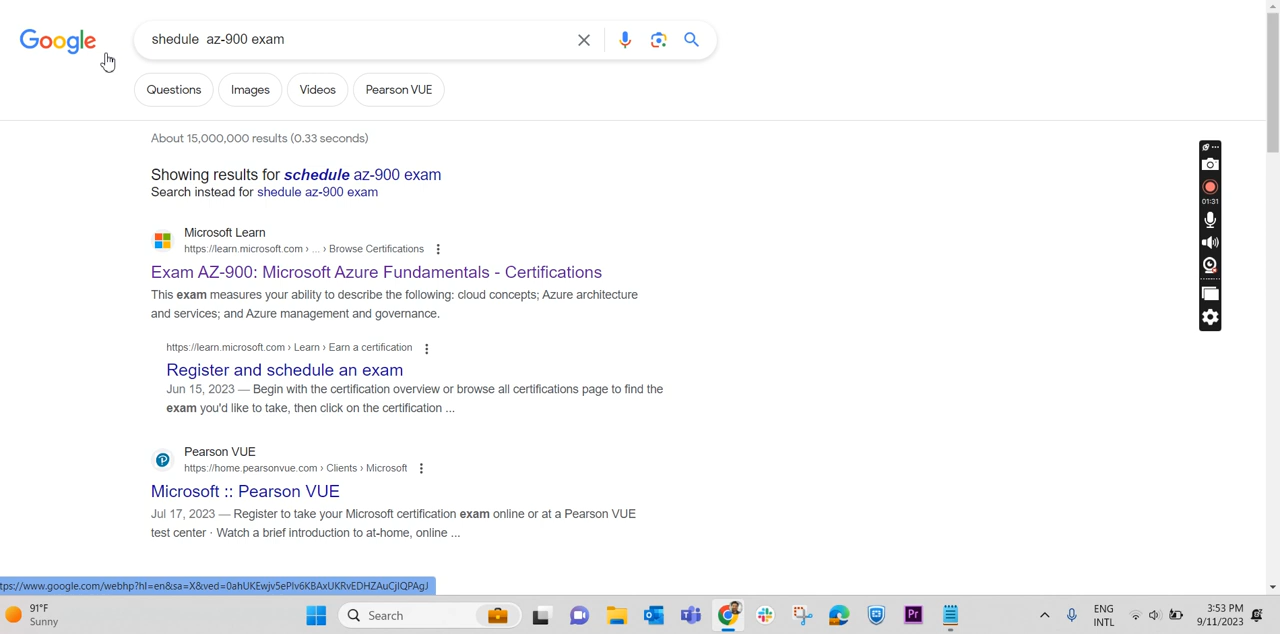 Google
shedule  az-900 exam
Questions
Images
Videos
Pearson VUE
About 15,000,000 results (0.33 seconds)
Showing results for schedule az-900 exam
Search instead for shedule az-900 exam
Microsoft Learn
https://learn.microsoft.com › ... › Browse Certifications
Exam AZ-900: Microsoft Azure Fundamentals - Certifications
This exam measures your ability to describe the following: cloud concepts; Azure architecture
and services; and Azure management and governance.
https://learn.microsoft.com › Learn › Earn a certification
Register and schedule an exam
Jun 15, 2023 — Begin with the certification overview or browse all certifications page to find the
exam you'd like to take, then click on the certification ...
Pearson VUE
https://home.pearsonvue.com › Clients › Microsoft
Microsoft :: Pearson VUE
Jul 17, 2023 — Register to take your Microsoft certification exam online or at a Pearson VUE
test center · Watch a brief introduction to at-home, online ...
01:31
91°F
Sunny
Search
Pr
ENG
INTL
3:53 PM
9/11/2023